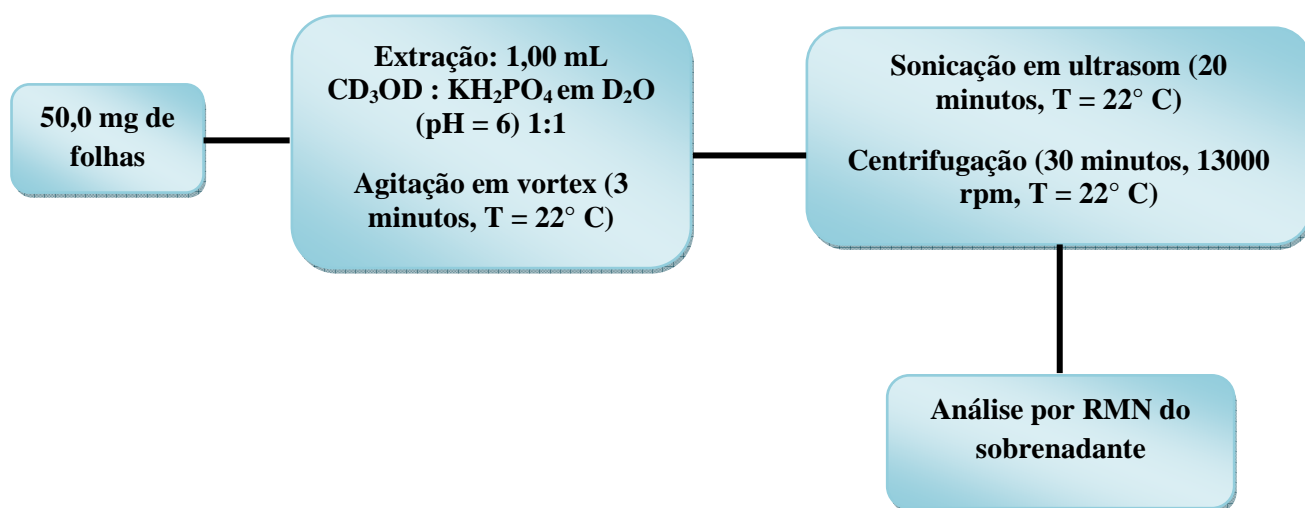 50,0 mg de
folhas
Extração: 1,00 mL
CD₃OD : KH₂PO₄ em D₂O
(pH = 6) 1:1
Agitação em vortex (3
minutos, T = 22° C)
Sonicação em ultrasom (20
minutos, T = 22° C)
Centrifugação (30 minutos, 13000
rpm, T = 22° C)
Análise por RMN do
sobrenadante